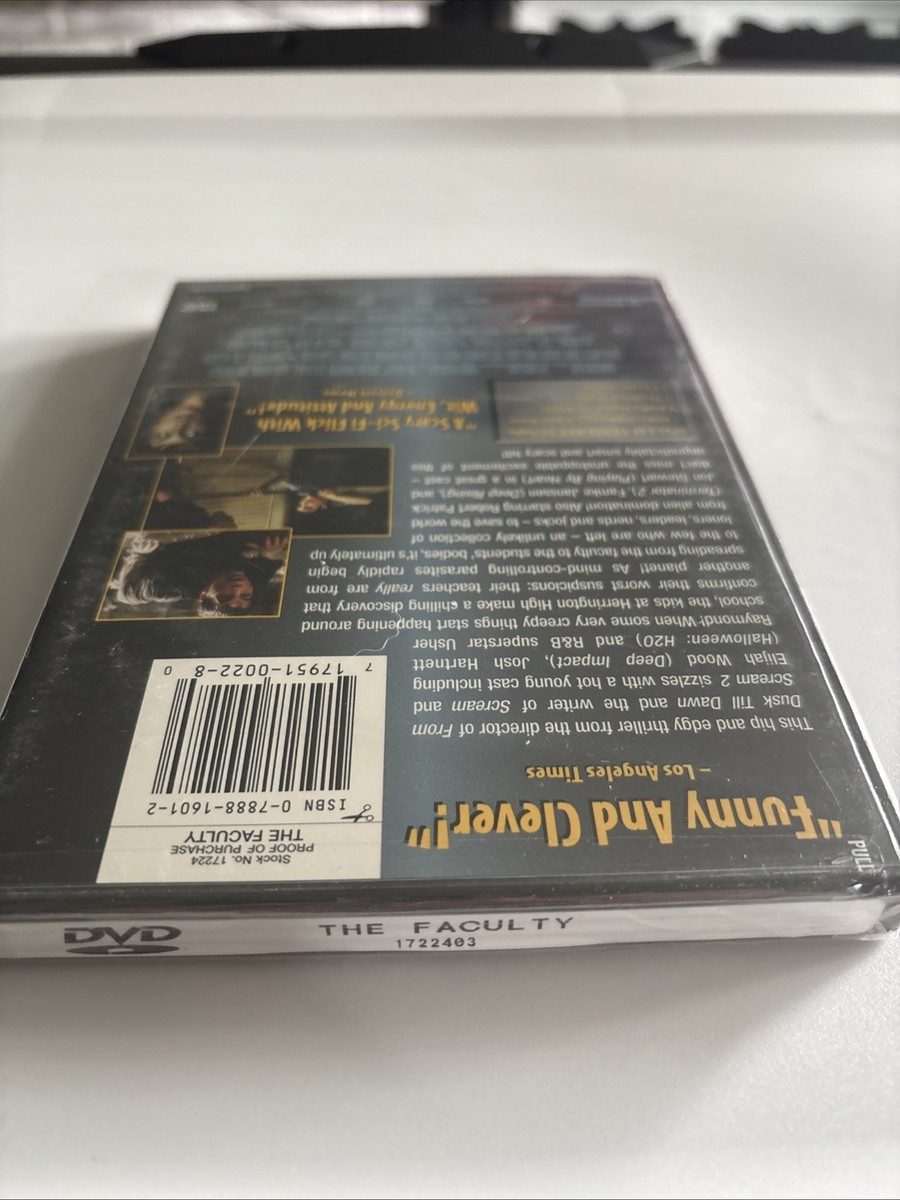 "Funny And Clever!"
– Los Angeles Times
This hip and edgy thriller from the director of From
Dusk Till Dawn and the writer of Scream and
Scream 2 sizzles with a hot young cast including
Elijah Wood (Deep Impact), Josh Hartnett
(Halloween: H20) and R&B superstar Usher
Raymond! When some very creepy things start happening around
school, the kids at Herrington High make a chilling discovery that
confirms their worst suspicions: their teachers really are from
another planet! As mind-controlling parasites rapidly begin
spreading from the faculty to the students' bodies, it's ultimately up
to the few who are left – an unlikely collection of
loners, leaders, nerds and jocks – to save the world
from alien domination! Also starring Robert Patrick
(Terminator 2), Famke Janssen (Deep Rising), and
Jon Stewart (Playing By Heart) in a great cast –
don't miss the unstoppable excitement of this
unpredictably smart and scary hit!
"A Scary Sci-Fi Flick With
Wit, Energy And Attitude!"
Stock No. 17224
PROOF OF PURCHASE
THE FACULTY
ISBN 0-7888-1601-2
7 17951-0022-8 0
PULL
DVD
THE FACULTY
1722403